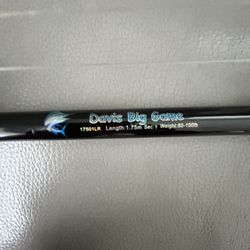 Davis Big Game
17501LR Length:1.75m Sec 1 Weight:80-100lb